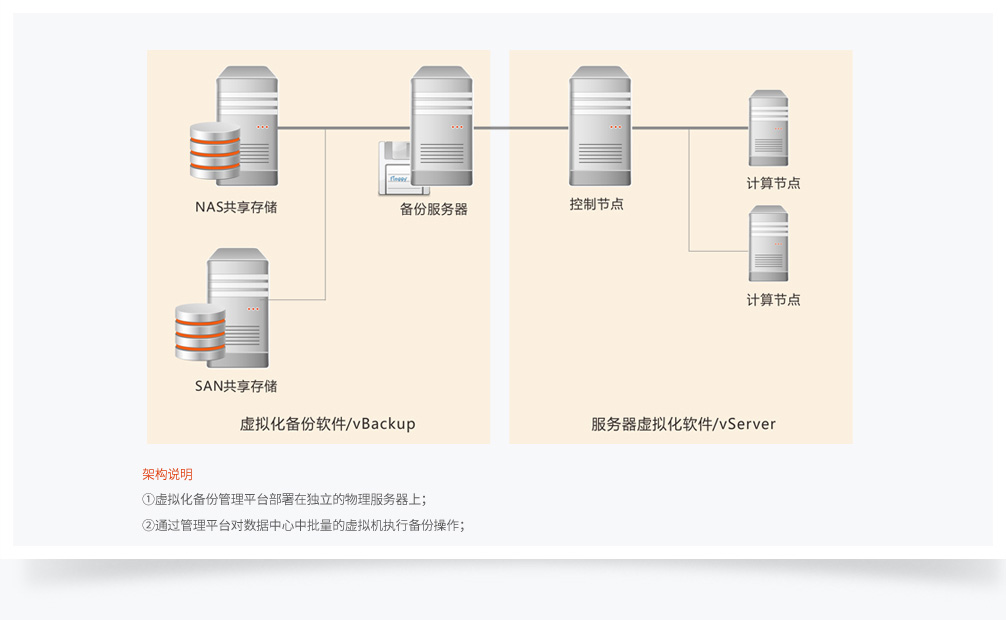 计算节点
NAS共享存储
备份服务器
控制节点
计算节点
SAN共享存储
虚拟化备份软件/vBackup
服务器虚拟化软件/vServer
架构说明
①虚拟化备份管理平台部署在独立的物理服务器上;
②通过管理平台对数据中心中批量的虚拟机执行备份操作;